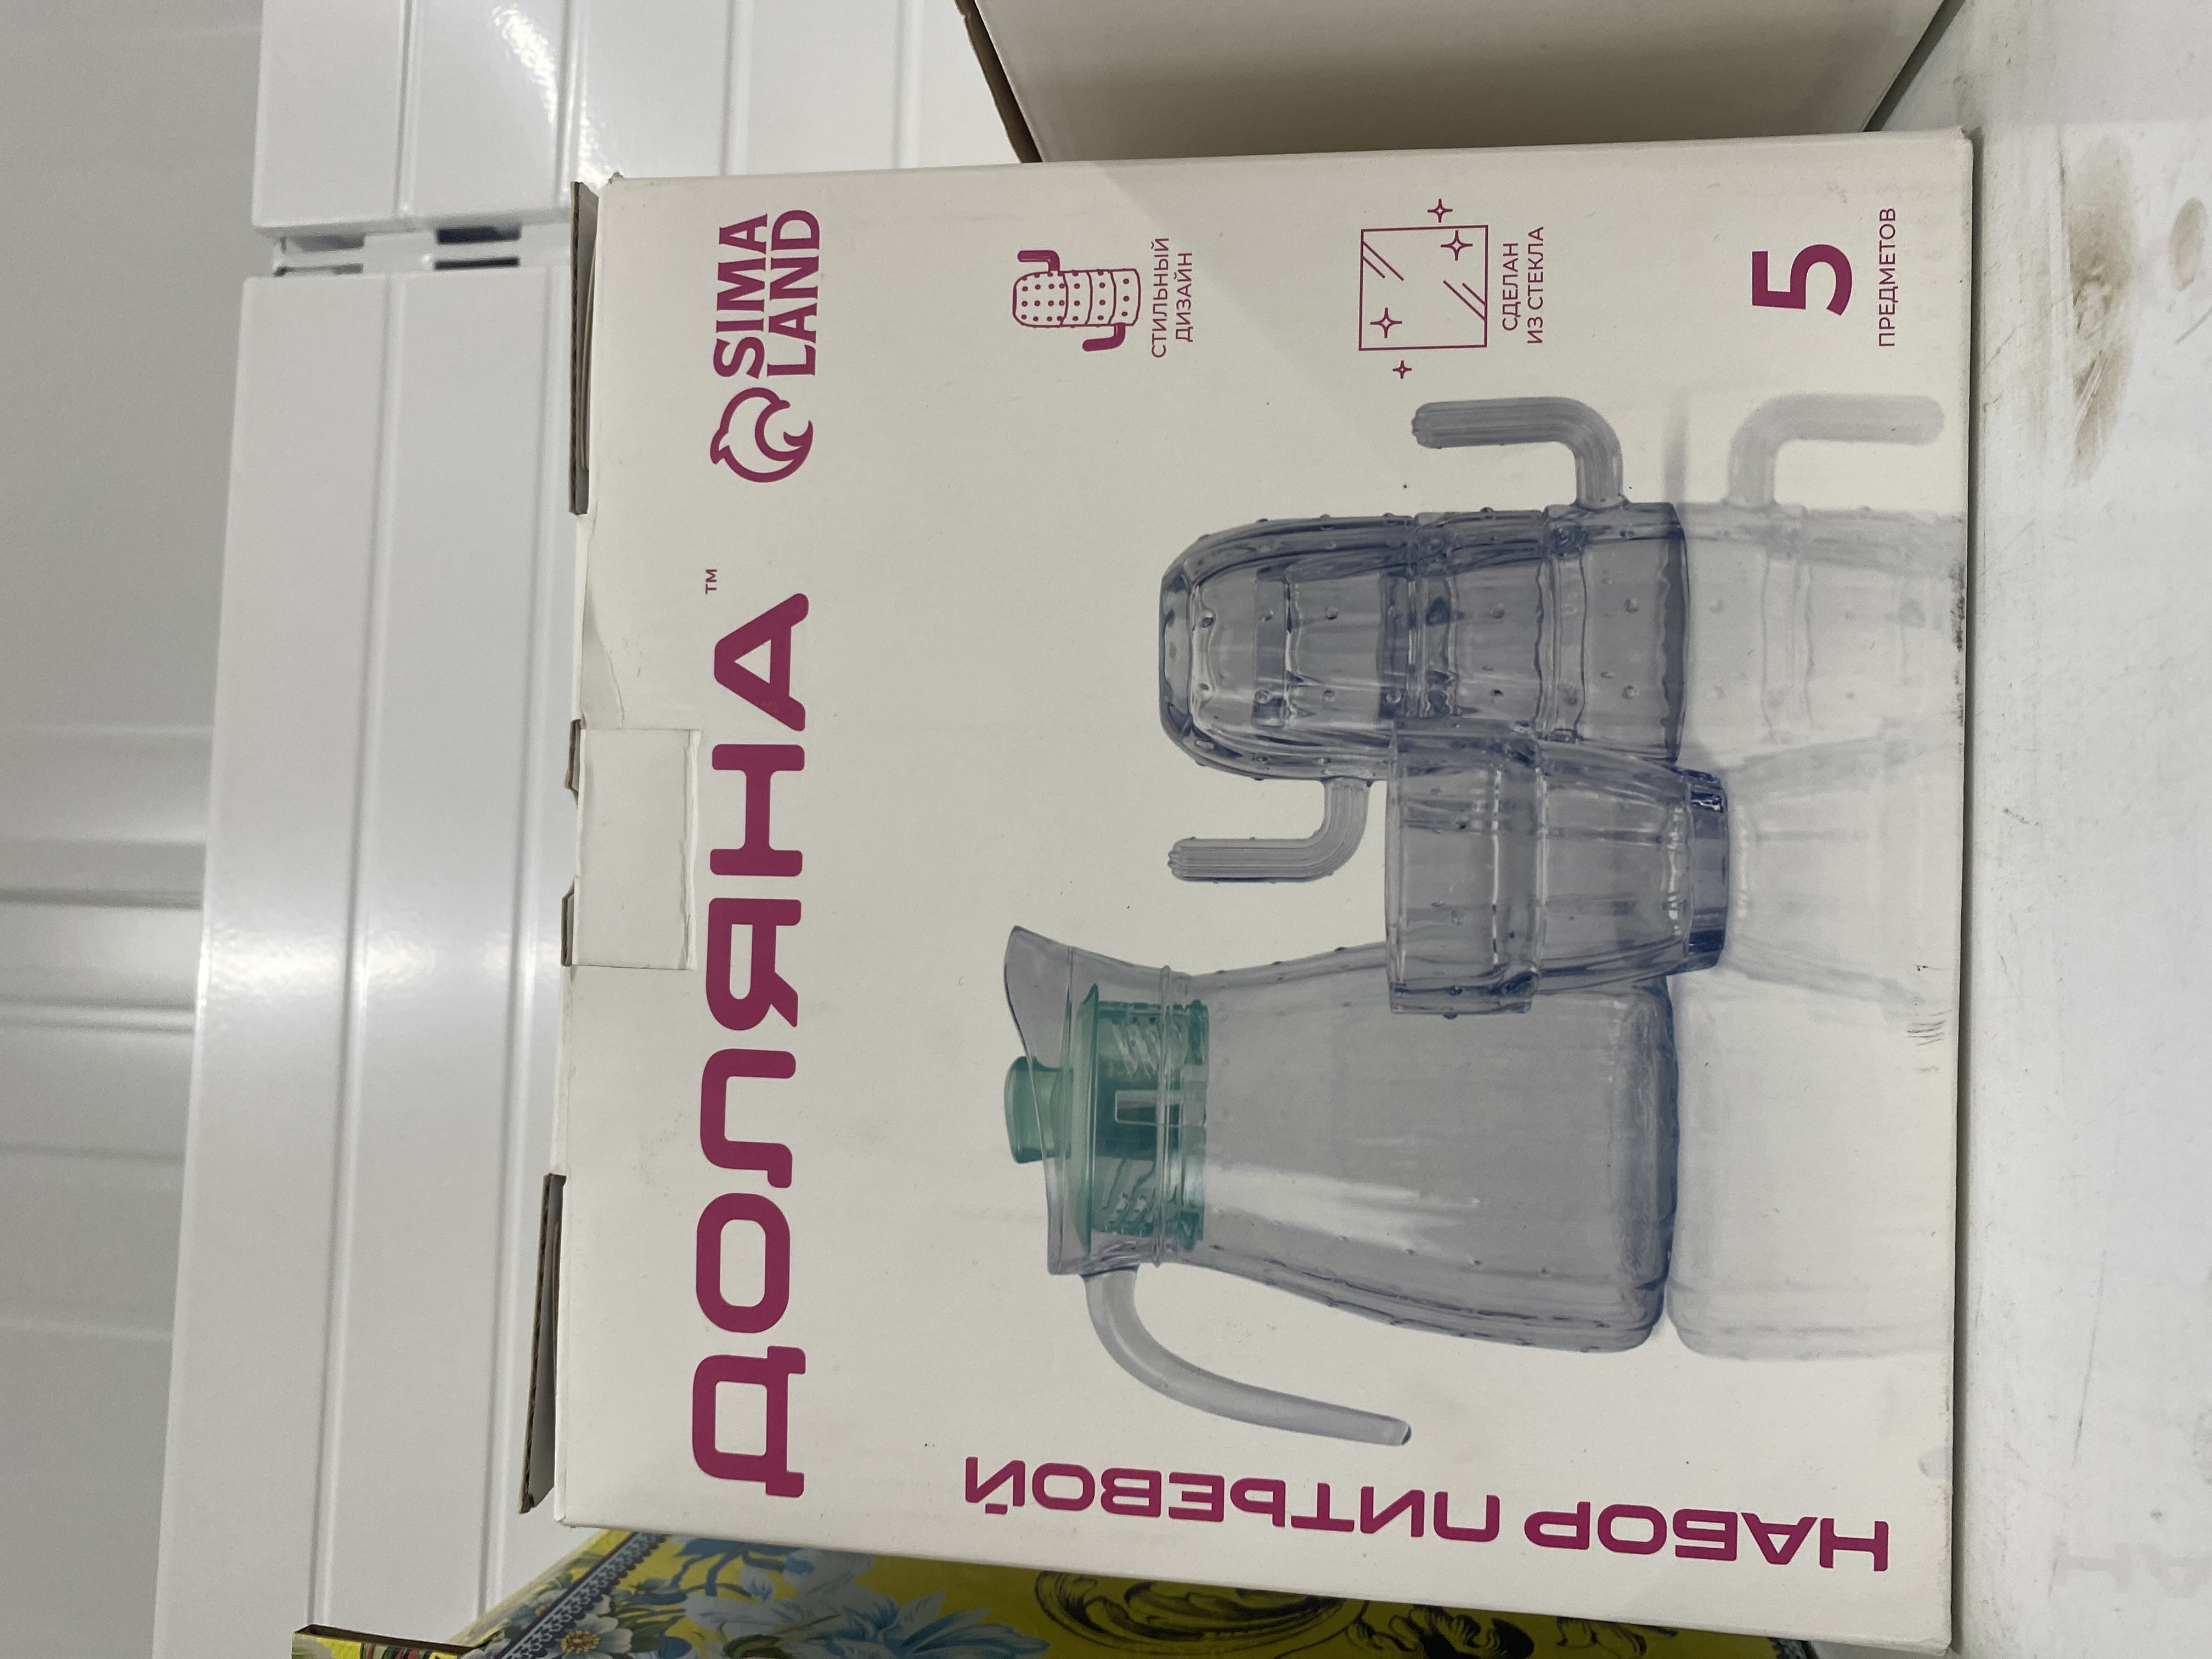 ДОЛЯНА™
SIMA
LAND
НАБОР ПИТЬЕВОЙ
СТИЛЬНЫЙ
ДИЗАЙН
СДЕЛАН
ИЗ СТЕКЛА
5
ПРЕДМЕТОВ